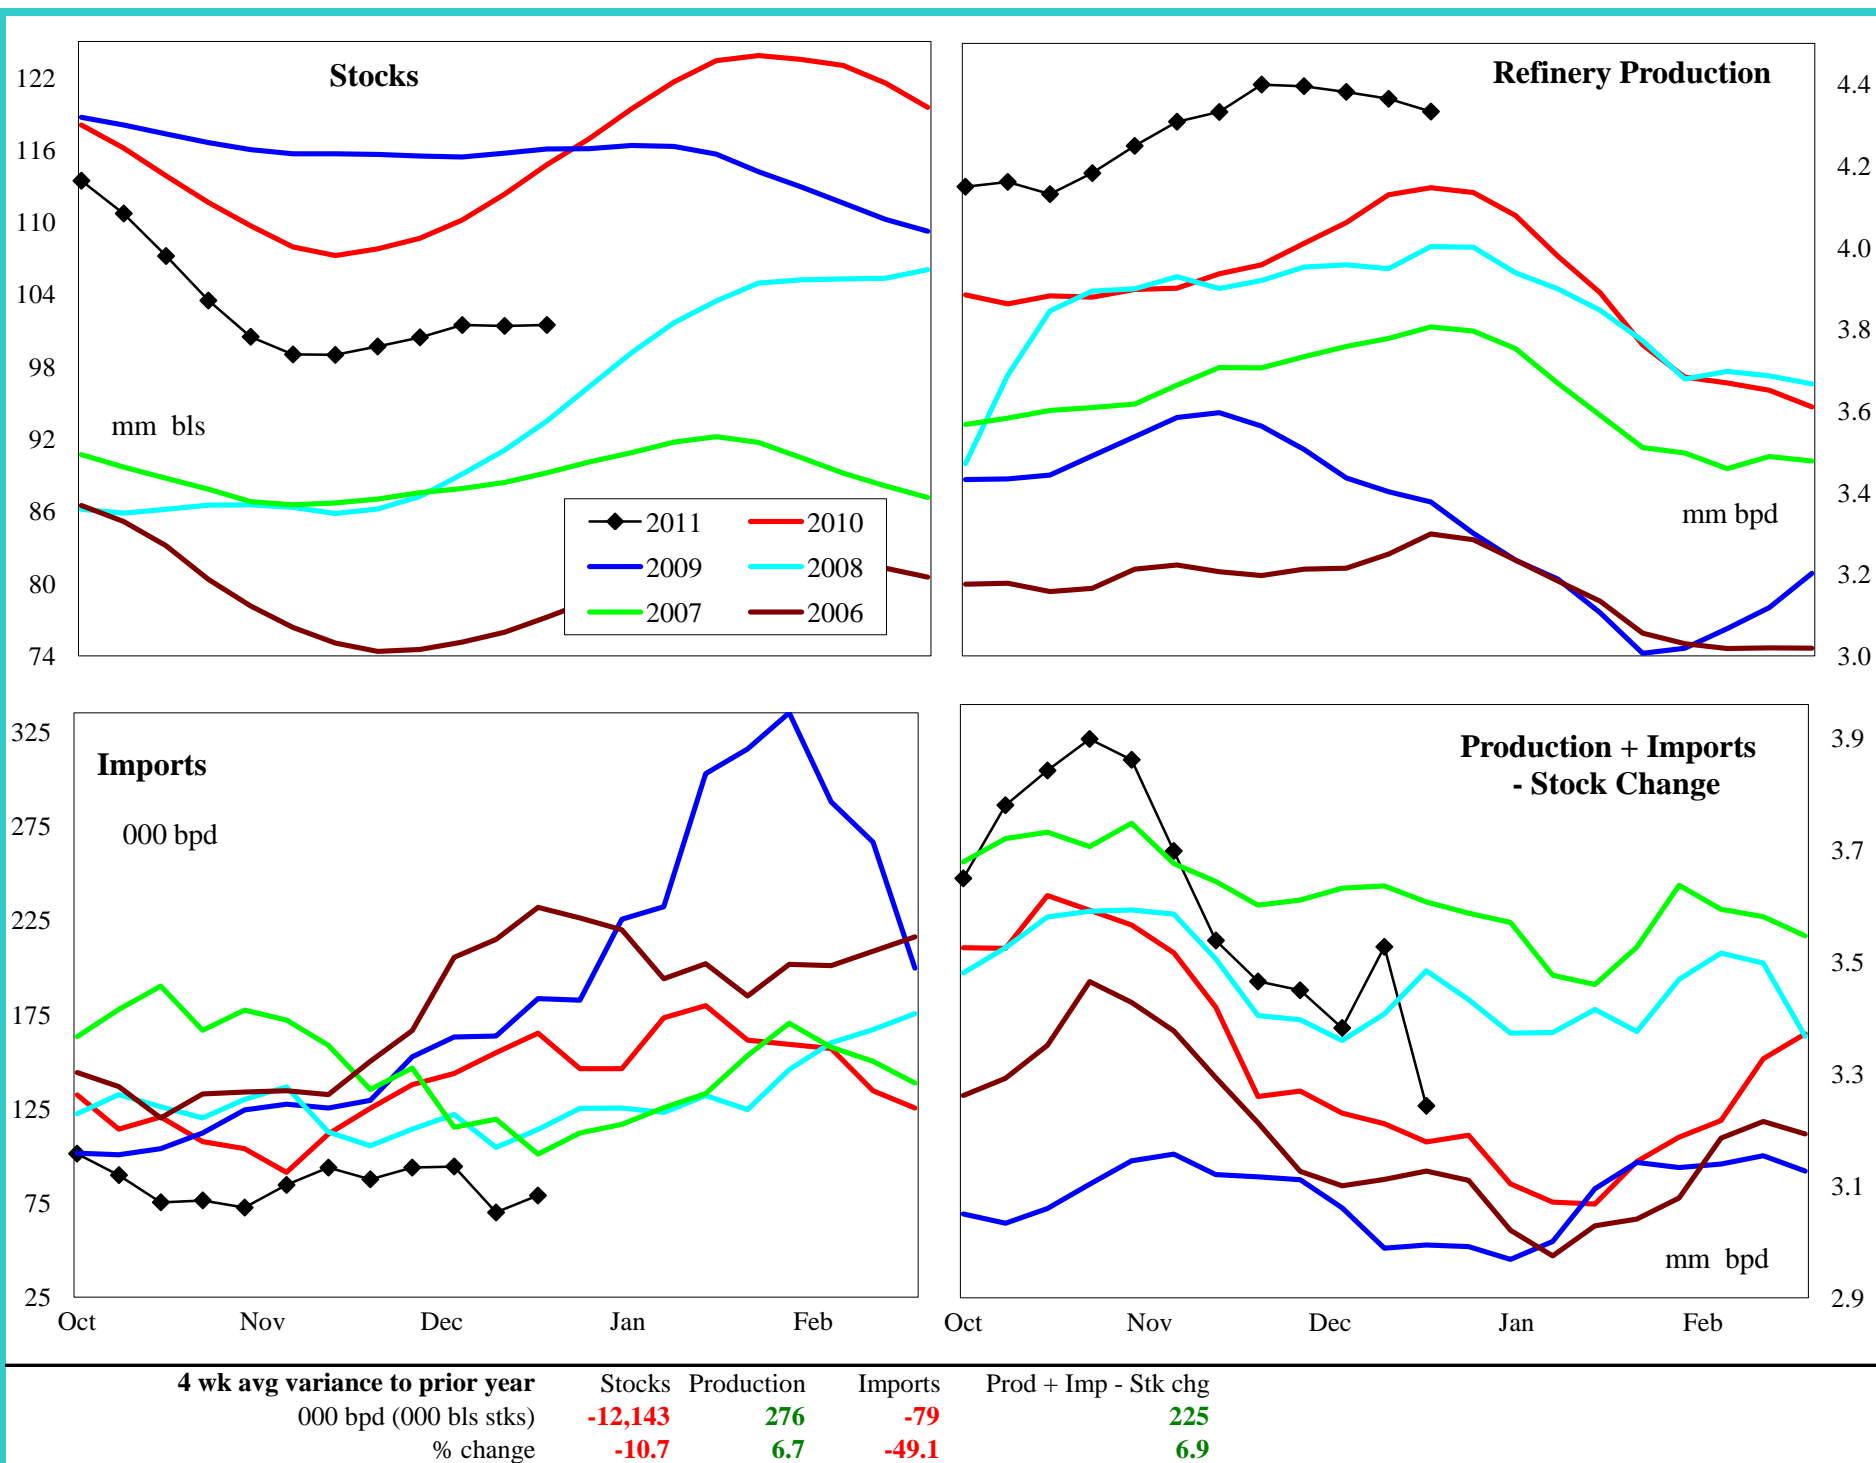 Stocks
122
116
110
104
98
92
86
80
74
mm bls
2011 2010
2009 2008
2007 2006
Refinery Production
4.4
4.2
4.0
3.8
3.6
3.4
3.2
3.0
mm bpd
Imports
000 bpd
325
275
225
175
125
75
25
Oct Nov Dec Jan Feb
Production + Imports
- Stock Change
3.9
3.7
3.5
3.3
3.1
2.9
mm bpd
Oct Nov Dec Jan Feb
4 wk avg variance to prior year Stocks Production Imports Prod + Imp - Stk chg
000 bpd (000 bls stks) -12,143 276 -79 225
% change -10.7 6.7 -49.1 6.9